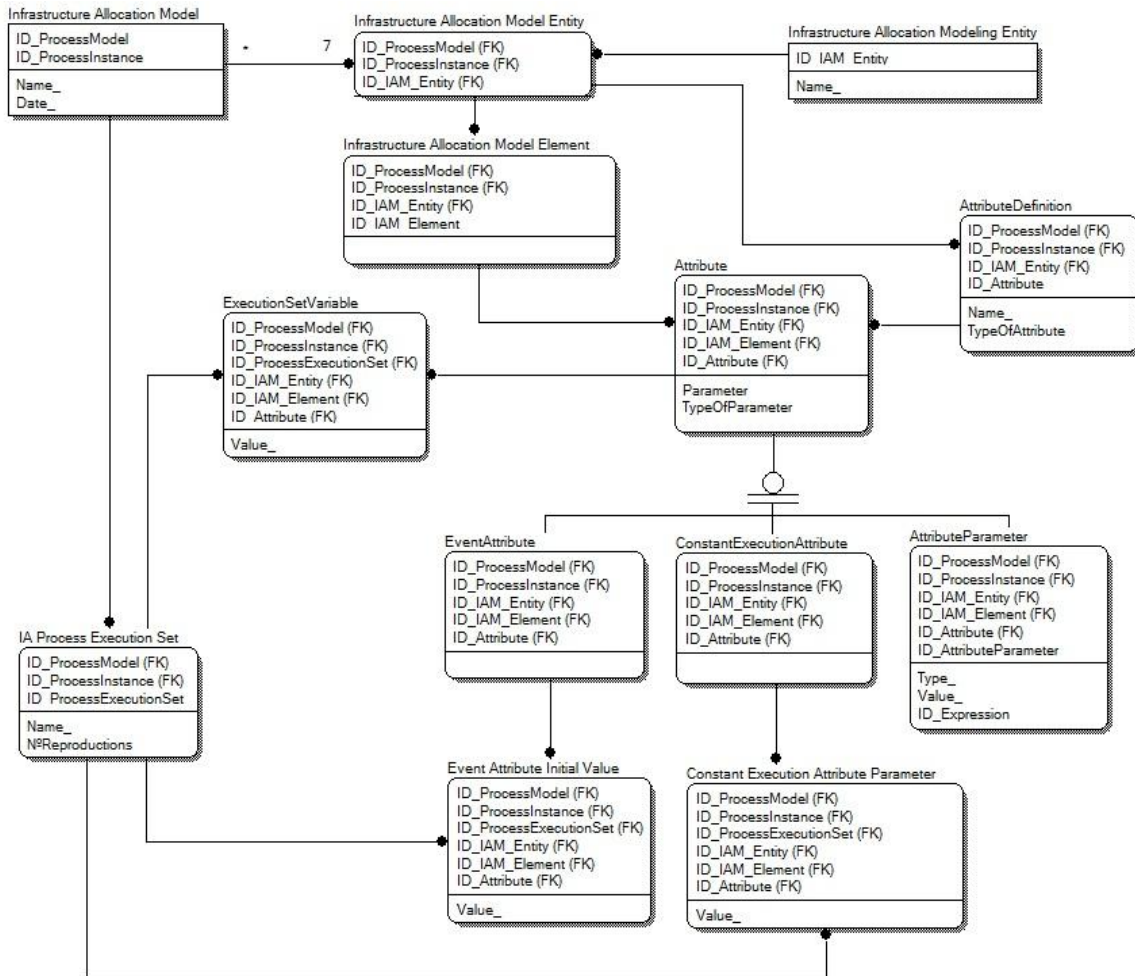 Infrastructure Allocation Model
ID_ProcessModel
ID_ProcessInstance
Name_
Date_
* 7
Infrastructure Allocation Model Entity
ID_ProcessModel (FK)
ID_ProcessInstance (FK)
ID_IAM_Entity (FK)
Infrastructure Allocation Modeling Entity
ID_IAM_Entity
Name_
Infrastructure Allocation Model Element
ID_ProcessModel (FK)
ID_ProcessInstance (FK)
ID_IAM_Entity (FK)
ID_IAM_Element
AttributeDefinition
ID_ProcessModel (FK)
ID_ProcessInstance (FK)
ID_IAM_Entity (FK)
ID_Attribute
Name_
TypeOfAttribute
Attribute
ID_ProcessModel (FK)
ID_ProcessInstance (FK)
ID_IAM_Entity (FK)
ID_IAM_Element (FK)
ID_Attribute (FK)
Parameter
TypeOfParameter
ExecutionSetVariable
ID_ProcessModel (FK)
ID_ProcessInstance (FK)
ID_ProcessExecutionSet (FK)
ID_IAM_Entity (FK)
ID_IAM_Element (FK)
ID_Attribute (FK)
Value_
EventAttribute
ID_ProcessModel (FK)
ID_ProcessInstance (FK)
ID_IAM_Entity (FK)
ID_IAM_Element (FK)
ID_Attribute (FK)
ConstantExecutionAttribute
ID_ProcessModel (FK)
ID_ProcessInstance (FK)
ID_IAM_Entity (FK)
ID_IAM_Element (FK)
ID_Attribute (FK)
AttributeParameter
ID_ProcessModel (FK)
ID_ProcessInstance (FK)
ID_IAM_Entity (FK)
ID_IAM_Element (FK)
ID_Attribute (FK)
ID_AttributeParameter
Type_
Value_
ID_Expression
IA Process Execution Set
ID_ProcessModel (FK)
ID_ProcessInstance (FK)
ID_ProcessExecutionSet
Name_
NºReproductions
Event Attribute Initial Value
ID_ProcessModel (FK)
ID_ProcessInstance (FK)
ID_ProcessExecutionSet (FK)
ID_IAM_Entity (FK)
ID_IAM_Element (FK)
ID_Attribute (FK)
Value_
Constant Execution Attribute Parameter
ID_ProcessModel (FK)
ID_ProcessInstance (FK)
ID_ProcessExecutionSet (FK)
ID_IAM_Entity (FK)
ID_IAM_Element (FK)
ID_Attribute (FK)
Value_